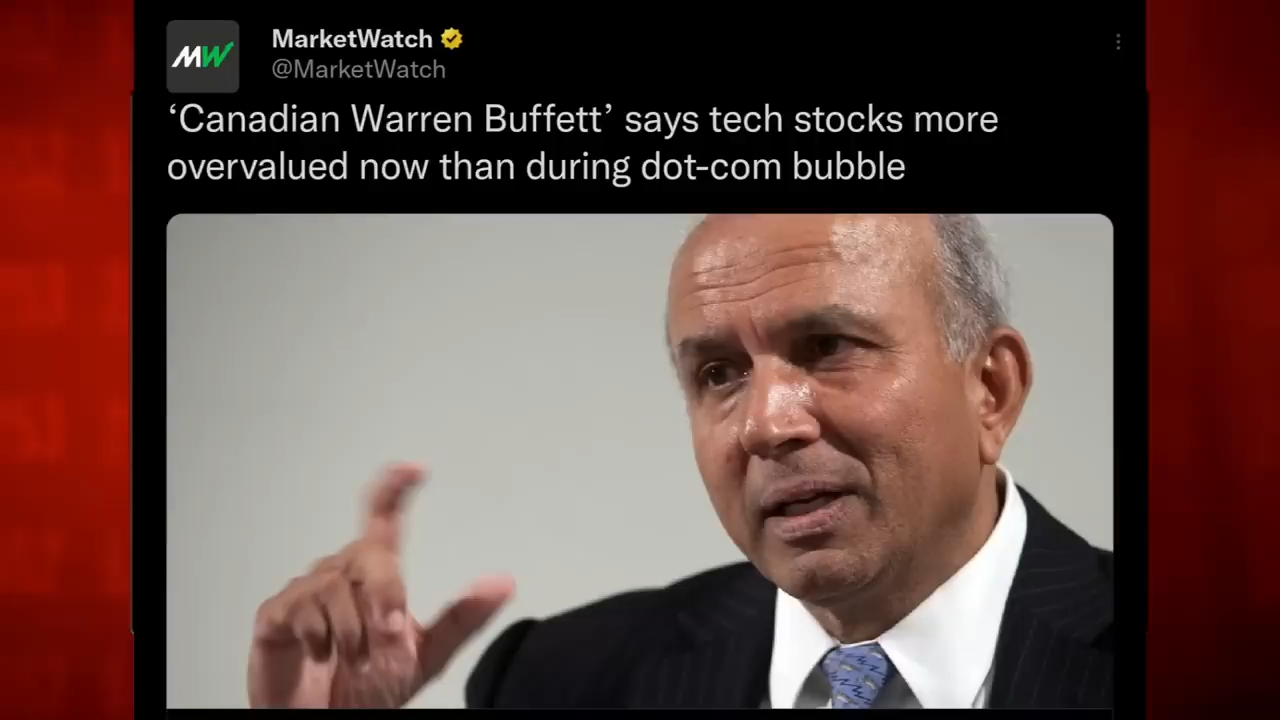 MW
MarketWatch
@MarketWatch
‘Canadian Warren Buffett’ says tech stocks more
overvalued now than during dot-com bubble